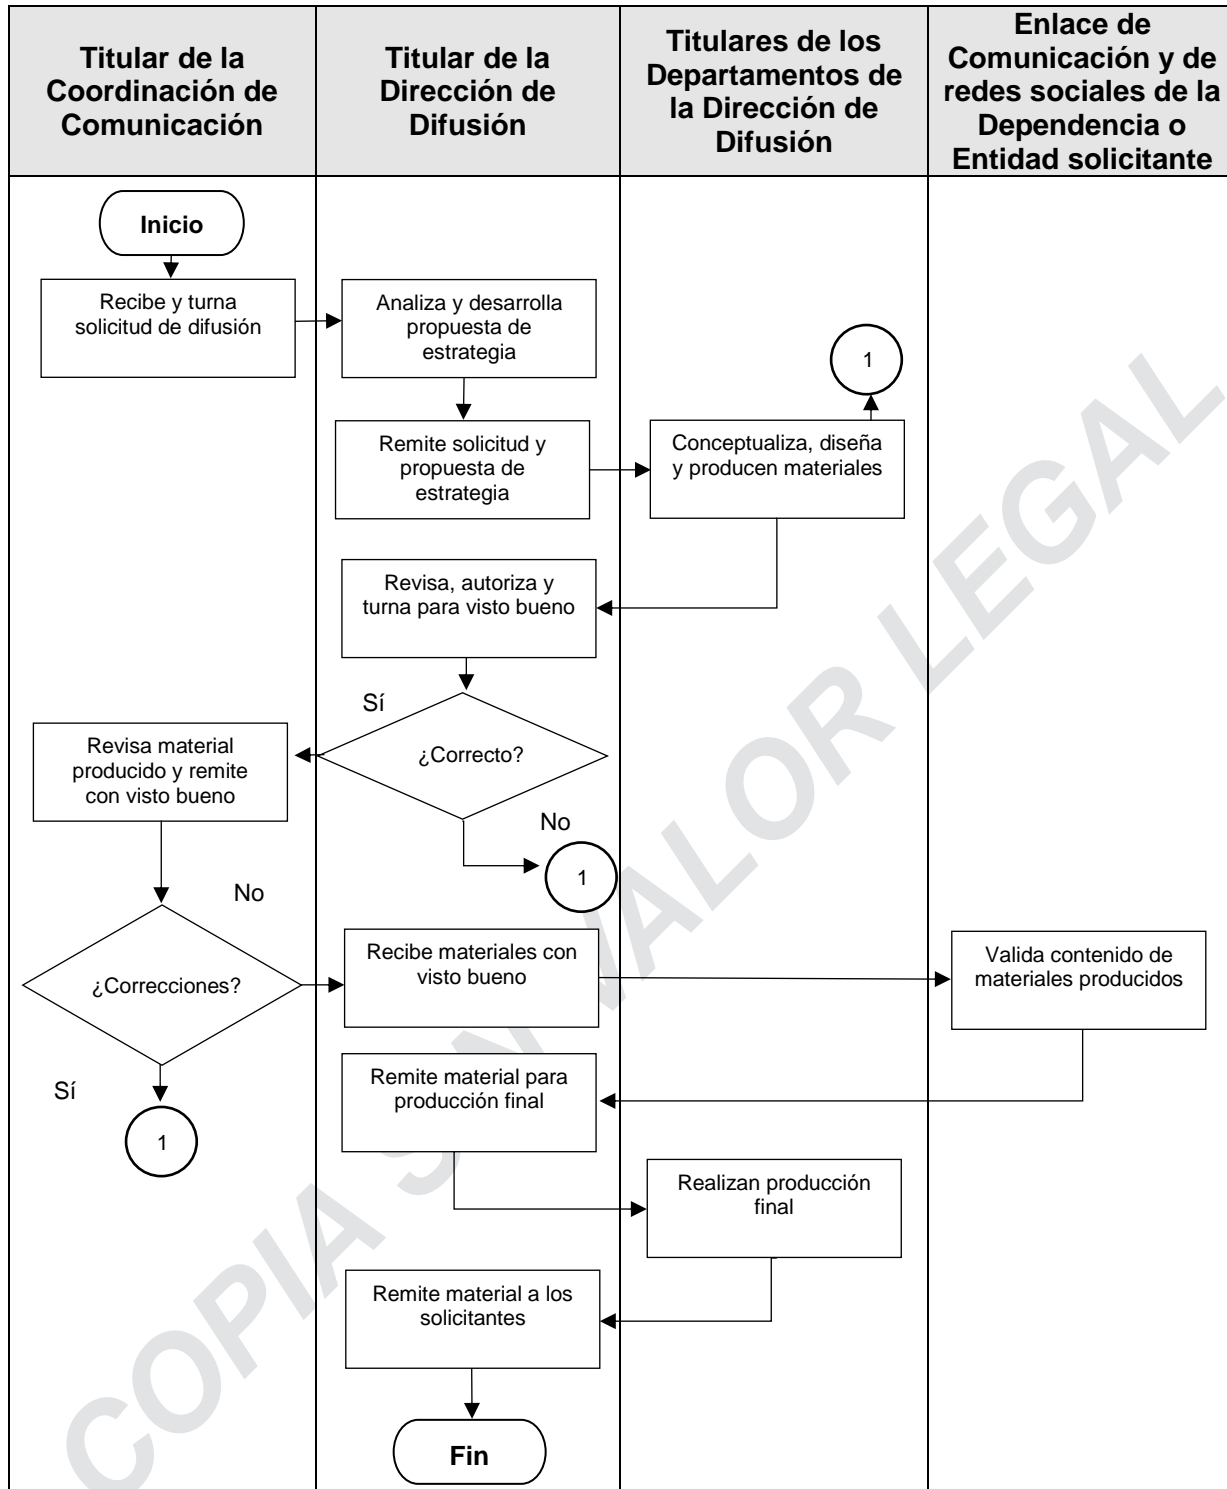 Titular de la
Coordinación de
Comunicación
Titular de la
Dirección de
Difusión
Titulares de los
Departamentos de
la Dirección de
Difusión
Enlace de
Comunicación y de
redes sociales de la
Dependencia o
Entidad solicitante
Inicio
Recibe y turna
solicitud de difusión
Analiza y desarrolla
propuesta de
estrategia
1
Remite solicitud y
propuesta de
estrategia
Conceptualiza, diseña
y producen materiales
Revisa, autoriza y
turna para visto bueno
Sí
¿Correcto?
No
1
Revisa material
producido y remite
con visto bueno
No
¿Correcciones?
Sí
1
Recibe materiales con
visto bueno
Valida contenido de
materiales producidos
Remite material para
producción final
Realizan producción
final
Remite material a los
solicitantes
Fin
COPIA SIN VALOR LEGAL